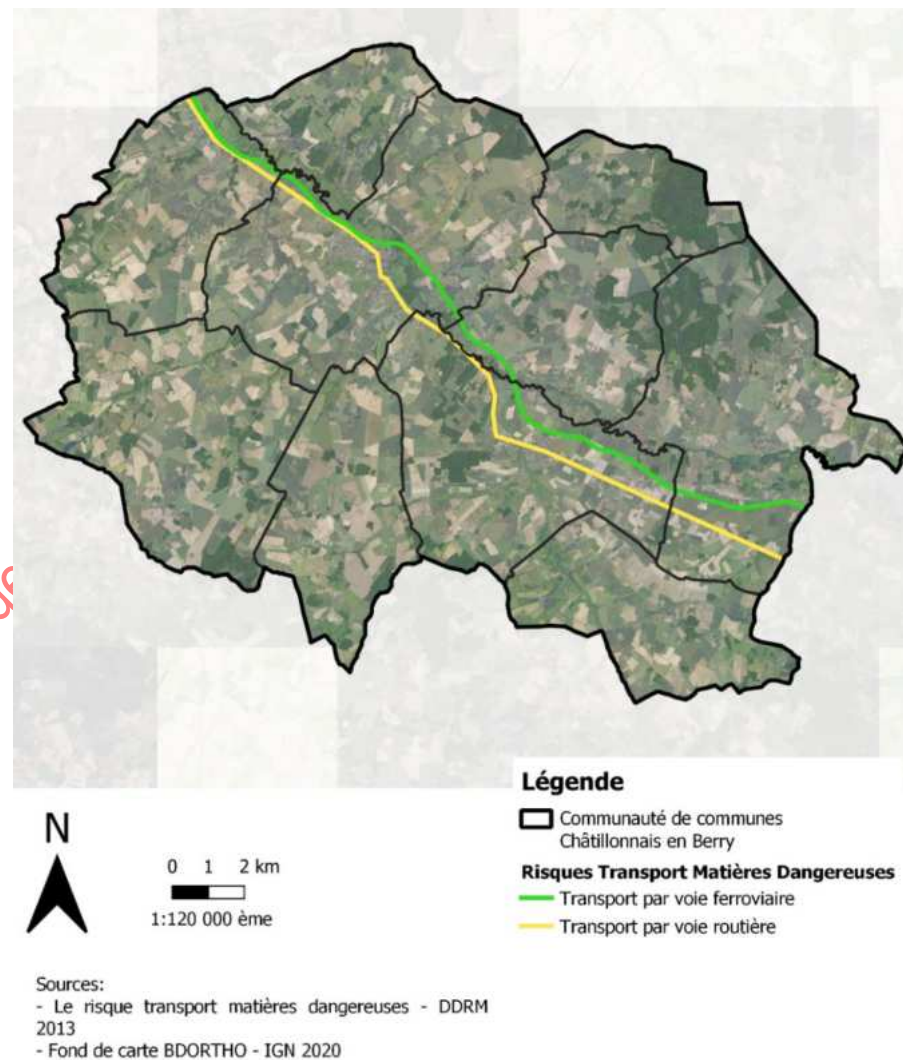 N
0 1 2 km
1:120 000 ème
Légende
Communauté de communes
Châtillonnais en Berry
Risques Transport Matières Dangereuses
Transport par voie ferroviaire
Transport par voie routière
Sources:
- Le risque transport matières dangereuses - DDRM
2013
- Fond de carte BDORTHO - IGN 2020